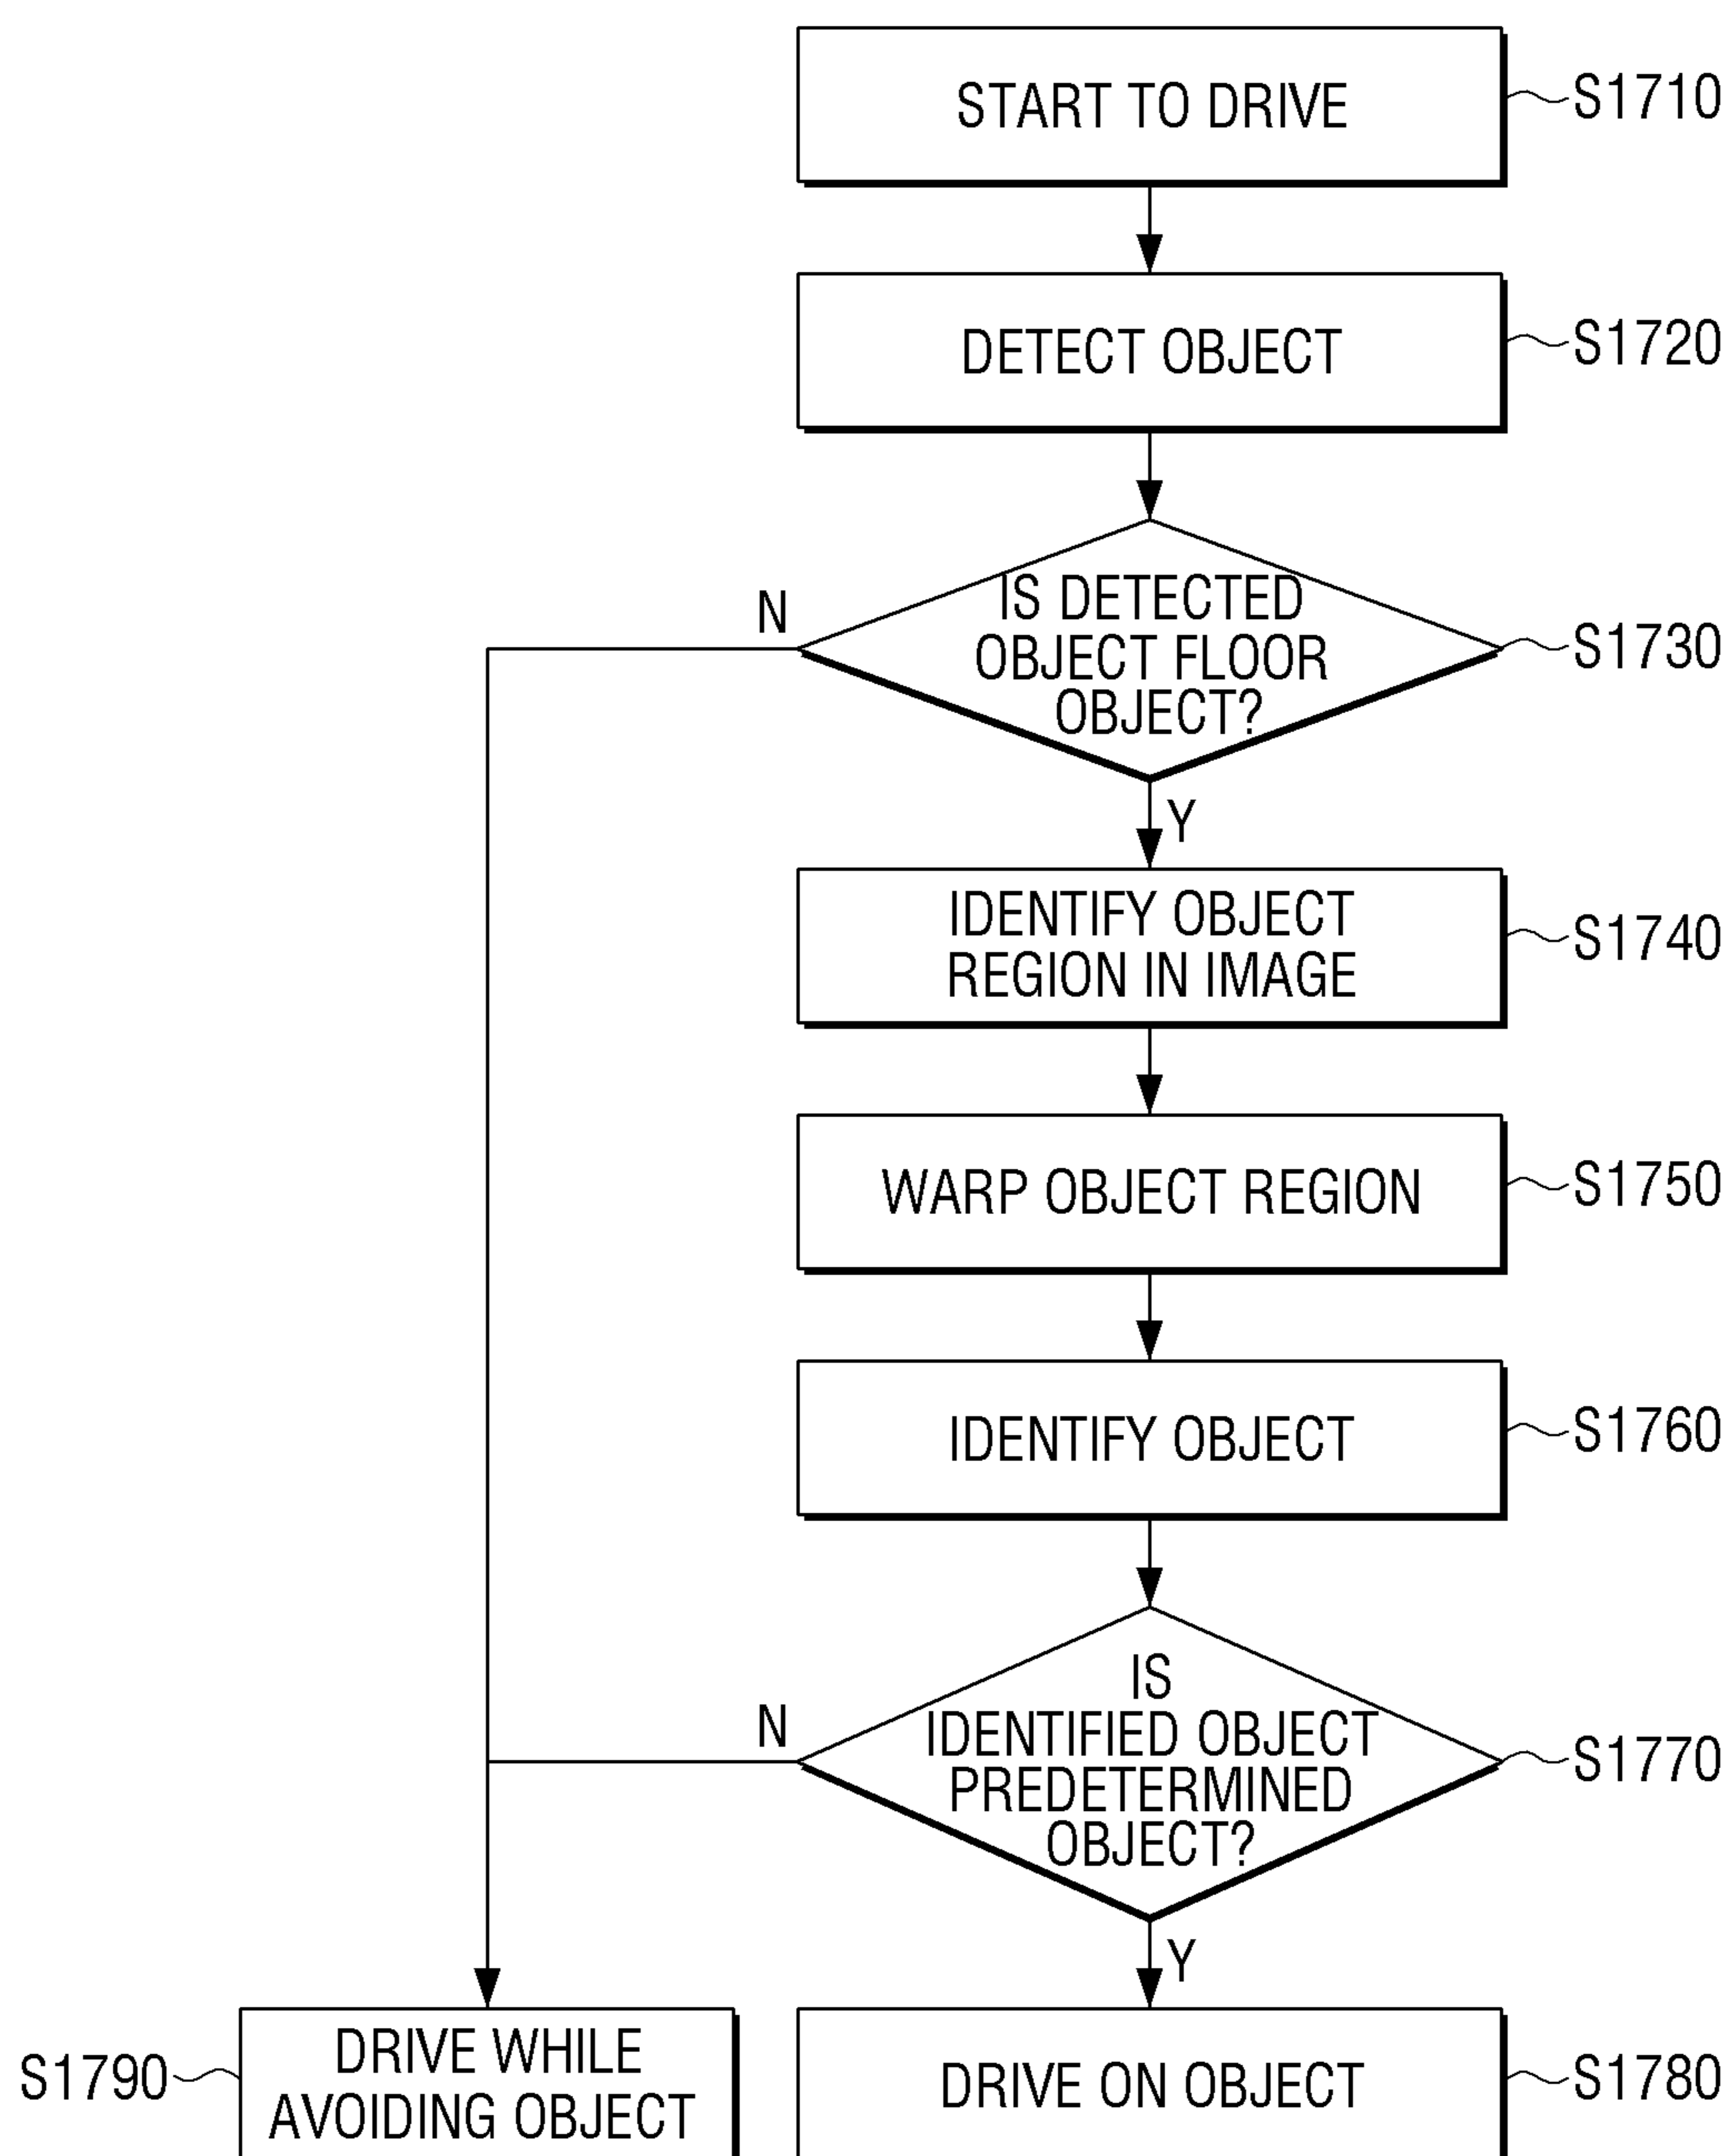 START TO DRIVE
S1710
DETECT OBJECT
S1720
IS DETECTED
OBJECT FLOOR
OBJECT?
S1730
N
Y
IDENTIFY OBJECT
REGION IN IMAGE
S1740
WARP OBJECT REGION
S1750
IDENTIFY OBJECT
S1760
IS
IDENTIFIED OBJECT
PREDETERMINED
OBJECT?
S1770
N
Y
S1790
DRIVE WHILE
AVOIDING OBJECT
DRIVE ON OBJECT
S1780